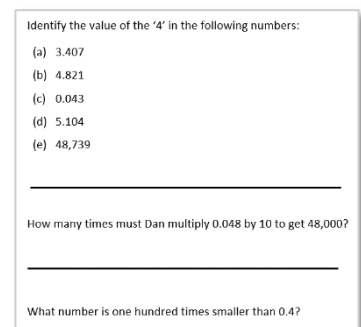 Identify the value of the ‘4’ in the following numbers:
(a) 3.407
(b) 4.821
(c) 0.043
(d) 5.104
(e) 48,739
How many times must Dan multiply 0.048 by 10 to get 48,000?
What number is one hundred times smaller than 0.4?